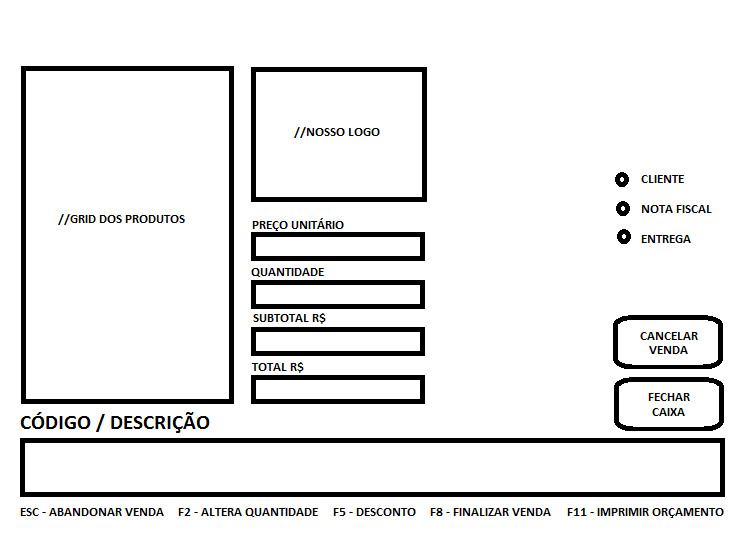 //GRID DOS PRODUTOS
//NOSSO LOGO
PREÇO UNITÁRIO
QUANTIDADE
SUBTOTAL R$
TOTAL R$
CLIENTE
NOTA FISCAL
ENTREGA
CANCELAR
VENDA
FECHAR
CAIXA
CÓDIGO / DESCRIÇÃO
ESC - ABANDONAR VENDA F2 - ALTERA QUANTIDADE F5 - DESCONTO F8 - FINALIZAR VENDA F11 - IMPRIMIR ORÇAMENTO